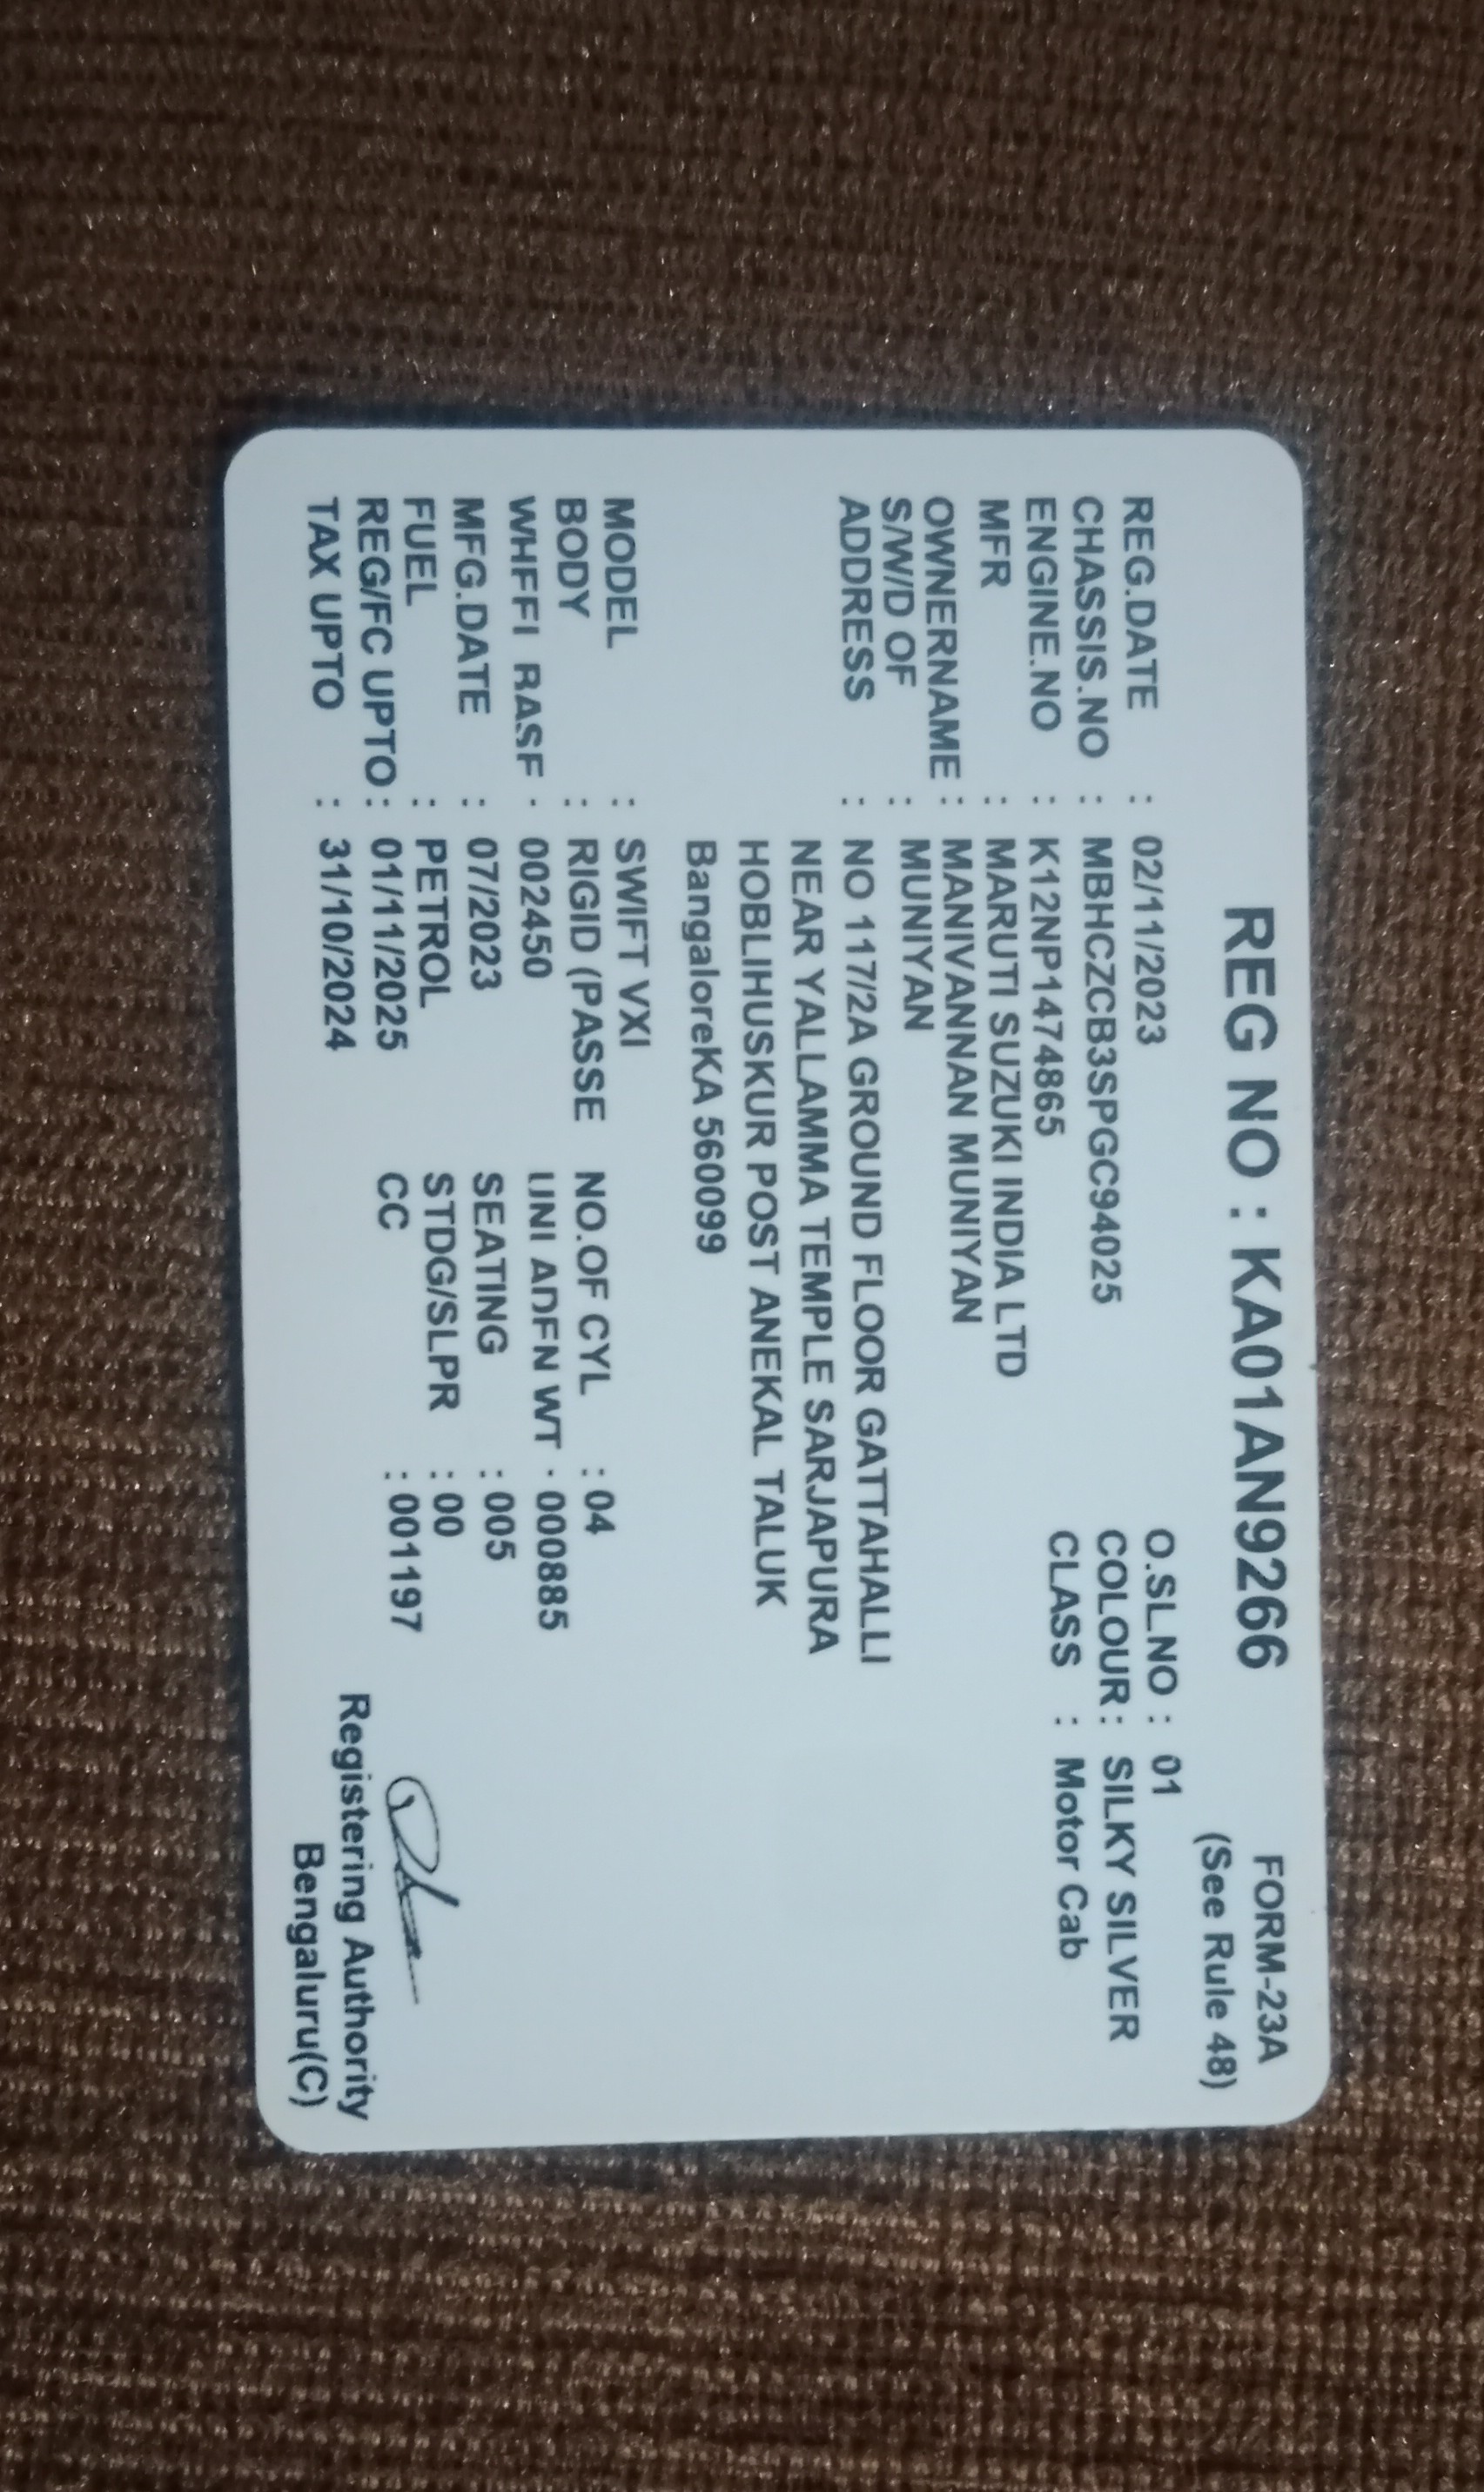 FORM-23A
REG NO : KA01AN9266 (See Rule 48)
REG.DATE : 02/11/2023 O.SL.NO : 01
CHASSIS.NO : MBHCZCB3SPGC94025 COLOUR : SILKY SILVER
ENGINE.NO : K12NP1474865 CLASS : Motor Cab
MFR : MARUTI SUZUKI INDIA LTD
OWNERNAME : MANIVANNAN MUNIYAN
S/W/D OF : MUNIYAN
ADDRESS : NO 117/2A GROUND FLOOR GATTAHALLI
NEAR YALLAMMA TEMPLE SARJAPURA
HOBLIHUSKUR POST ANEKAL TALUK
BangaloreKA 560099
MODEL : SWIFT VXI
BODY : RIGID (PASSE NO.OF CYL : 04
WHEEL BASE : 002450 UNLADEN WT : 000885
MFG.DATE : 07/2023 SEATING : 005
FUEL : PETROL STDG/SLPR : 00
REG/FC UPTO : 01/11/2025 CC : 001197
TAX UPTO : 31/10/2024
Registering Authority
Bengaluru(C)